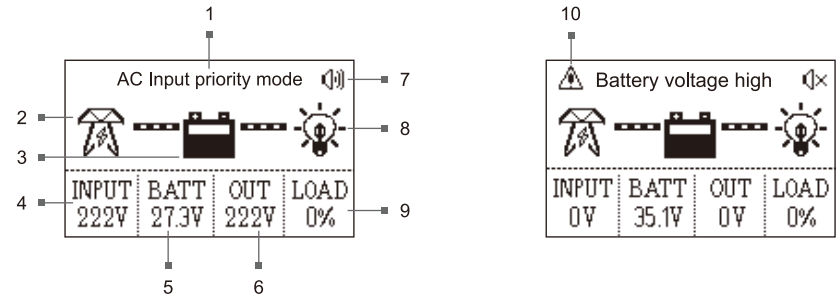 1
10
AC Input priority mode
7
Battery voltage high
2
8
3
4
INPUT BATT OUT LOAD
222V 27.3V 222V 0%
9
INPUT BATT OUT LOAD
0V 35.1V 0V 0%
5
6